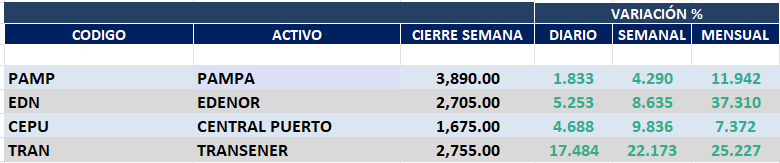 VARIACIÓN %
CODIGO ACTIVO CIERRE SEMANA DIARIO SEMANAL MENSUAL
PAMP PAMPA 3,890.00 1.833 4.290 11.942
EDN EDENOR 2,705.00 5.253 8.635 37.310
CEPU CENTRAL PUERTO 1,675.00 4.688 9.836 7.372
TRAN TRANSENER 2,755.00 17.484 22.173 25.227